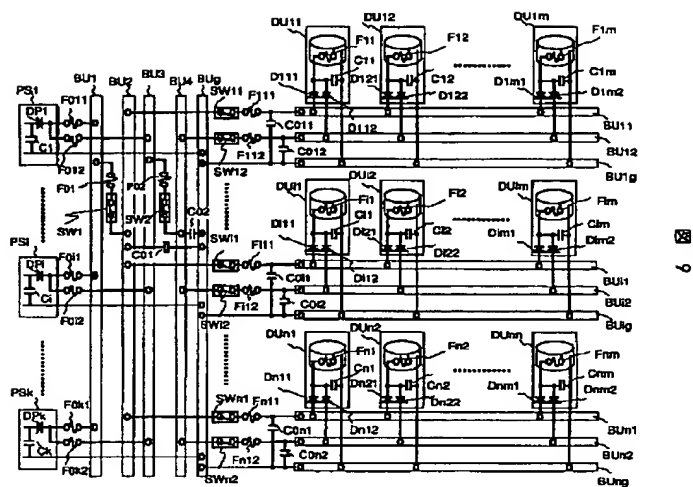 DU11 DU12 DU1m
F11 F12 F1m
BU1 BU2 BU3 BU4 BUg
C11 C12 C1m
PS1 F011 SW11 F111
D111 D121 D122 D1m1 D1m2
DP1 C011 D112
BU11
C1 F012 F112 C012
BU12
SW12
BU1g
F01 F02
DUi1 DUi2 DUim
Fi1 Fi2 Fim
SW1 SW2 C02
Ci1 Ci2 Cim
C01 SWi1 Fi11
Di11 Di21 Di22 Dim1 Dim2
PSi F0i1 C0i1 Di12
DPi
BUi1
Ci F0i2 Fi12 C0i2
BUi2
SWi2
BUig
DUn1 DUn2 DUnm
Fn1 Fn2 Fnm
Cn1 Cn2 Cnm
PSk F0k1 SWn1 Fn11
Dn11 Dn21 Dn22 Dnm1 Dnm2
DPk C0n1 Dn12
BUn1
Ck F0k2 Fn12 C0n2
BUn2
SWn2
BUng
図 6